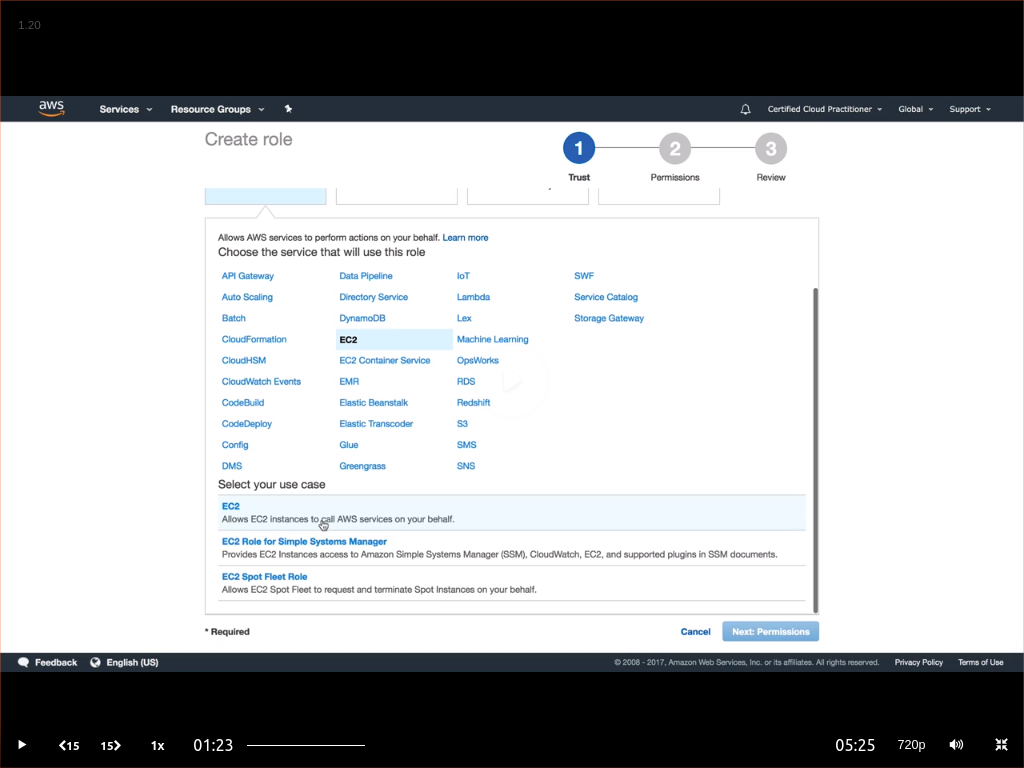 1.20
aws Services Resource Groups Certified Cloud Practitioner Global Support
Create role
1 2 3
Trust Permissions Review
Allows AWS services to perform actions on your behalf. Learn more
Choose the service that will use this role
API Gateway Data Pipeline IoT SWF
Auto Scaling Directory Service Lambda Service Catalog
Batch DynamoDB Lex Storage Gateway
CloudFormation EC2 Machine Learning
CloudHSM EC2 Container Service OpsWorks
CloudWatch Events EMR RDS
CodeBuild Elastic Beanstalk Redshift
CodeDeploy Elastic Transcoder S3
Config Glue SMS
DMS Greengrass SNS
Select your use case
EC2
Allows EC2 instances to call AWS services on your behalf.
EC2 Role for Simple Systems Manager
Provides EC2 Instances access to Amazon Simple Systems Manager (SSM), CloudWatch, EC2, and supported plugins in SSM documents.
EC2 Spot Fleet Role
Allows EC2 Spot Fleet to request and terminate Spot Instances on your behalf.
* Required Cancel Next: Permissions
Feedback English (US) © 2008 - 2017, Amazon Web Services, Inc. or its affiliates. All rights reserved. Privacy Policy Terms of Use
15 15 1x 01:23 05:25 720p